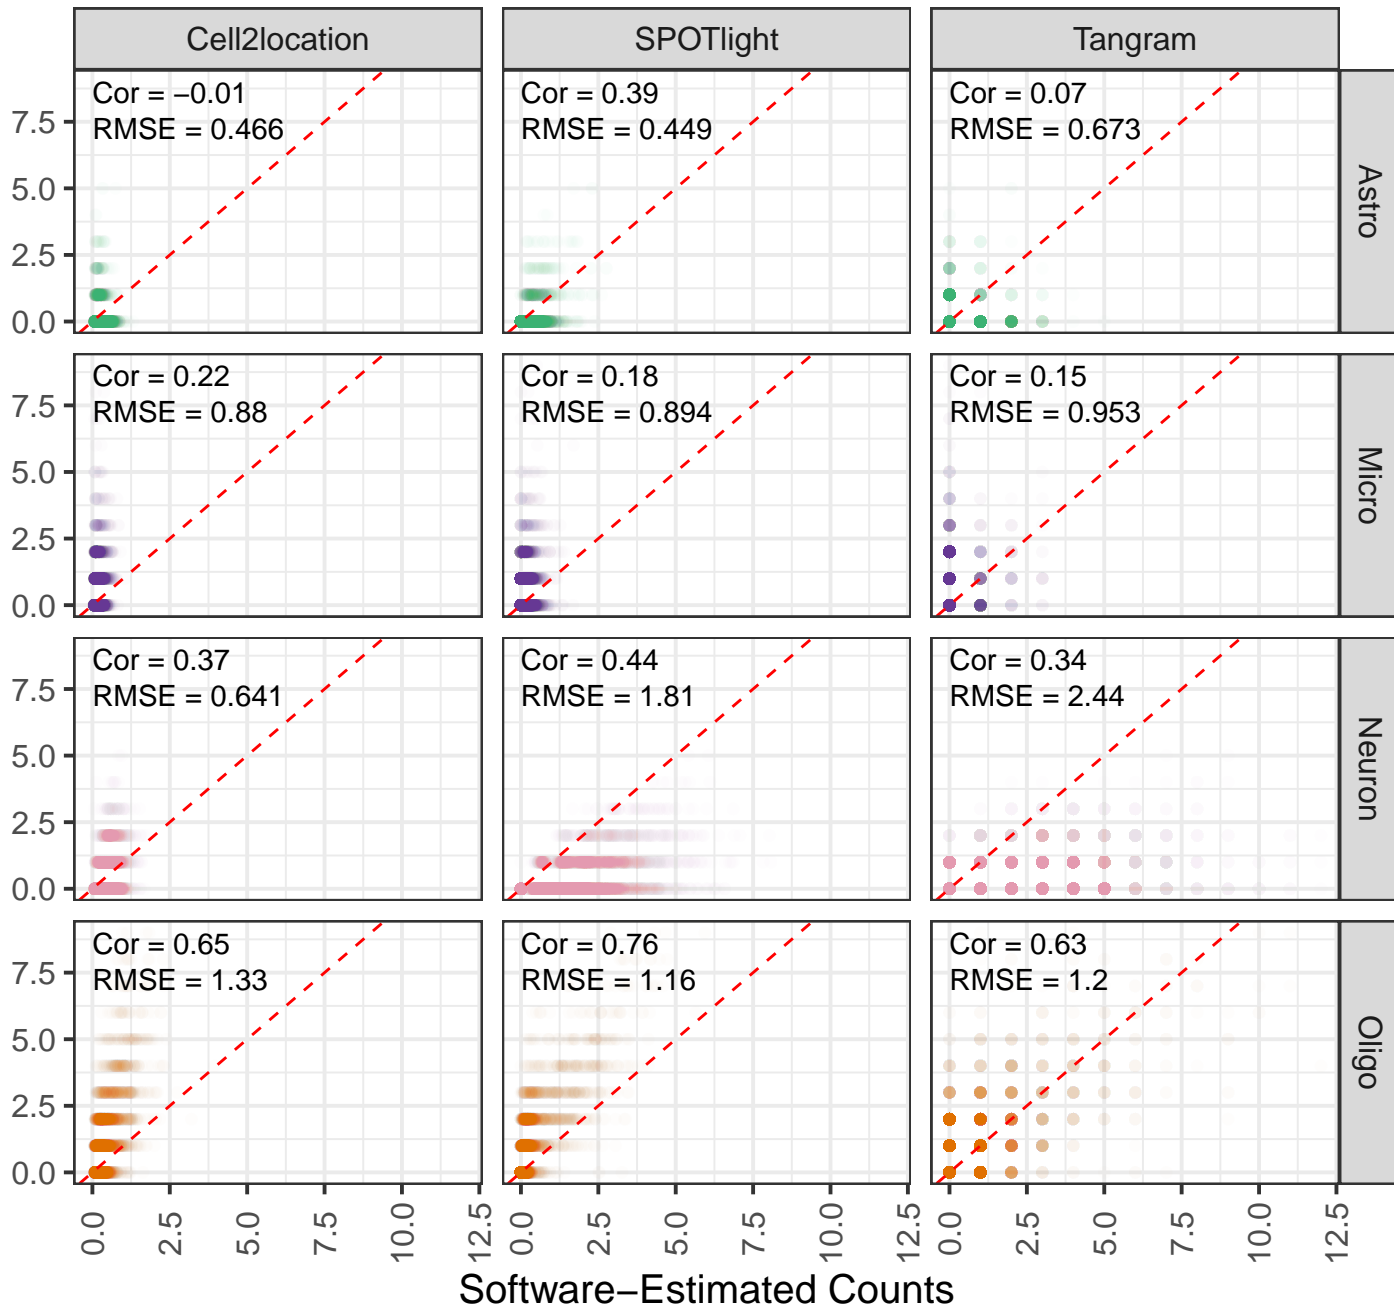 Cell2location
SPOTlight
Tangram
Cor = −0.01
RMSE = 0.466
Cor = 0.39
RMSE = 0.449
Cor = 0.07
RMSE = 0.673
7.5
5.0
2.5
0.0
Astro
Cor = 0.22
RMSE = 0.88
Cor = 0.18
RMSE = 0.894
Cor = 0.15
RMSE = 0.953
7.5
5.0
2.5
0.0
Micro
Cor = 0.37
RMSE = 0.641
Cor = 0.44
RMSE = 1.81
Cor = 0.34
RMSE = 2.44
7.5
5.0
2.5
0.0
Neuron
Cor = 0.65
RMSE = 1.33
Cor = 0.76
RMSE = 1.16
Cor = 0.63
RMSE = 1.2
7.5
5.0
2.5
0.0
Oligo
0.0
2.5
5.0
7.5
10.0
12.5
0.0
2.5
5.0
7.5
10.0
12.5
0.0
2.5
5.0
7.5
10.0
12.5
Software−Estimated Counts